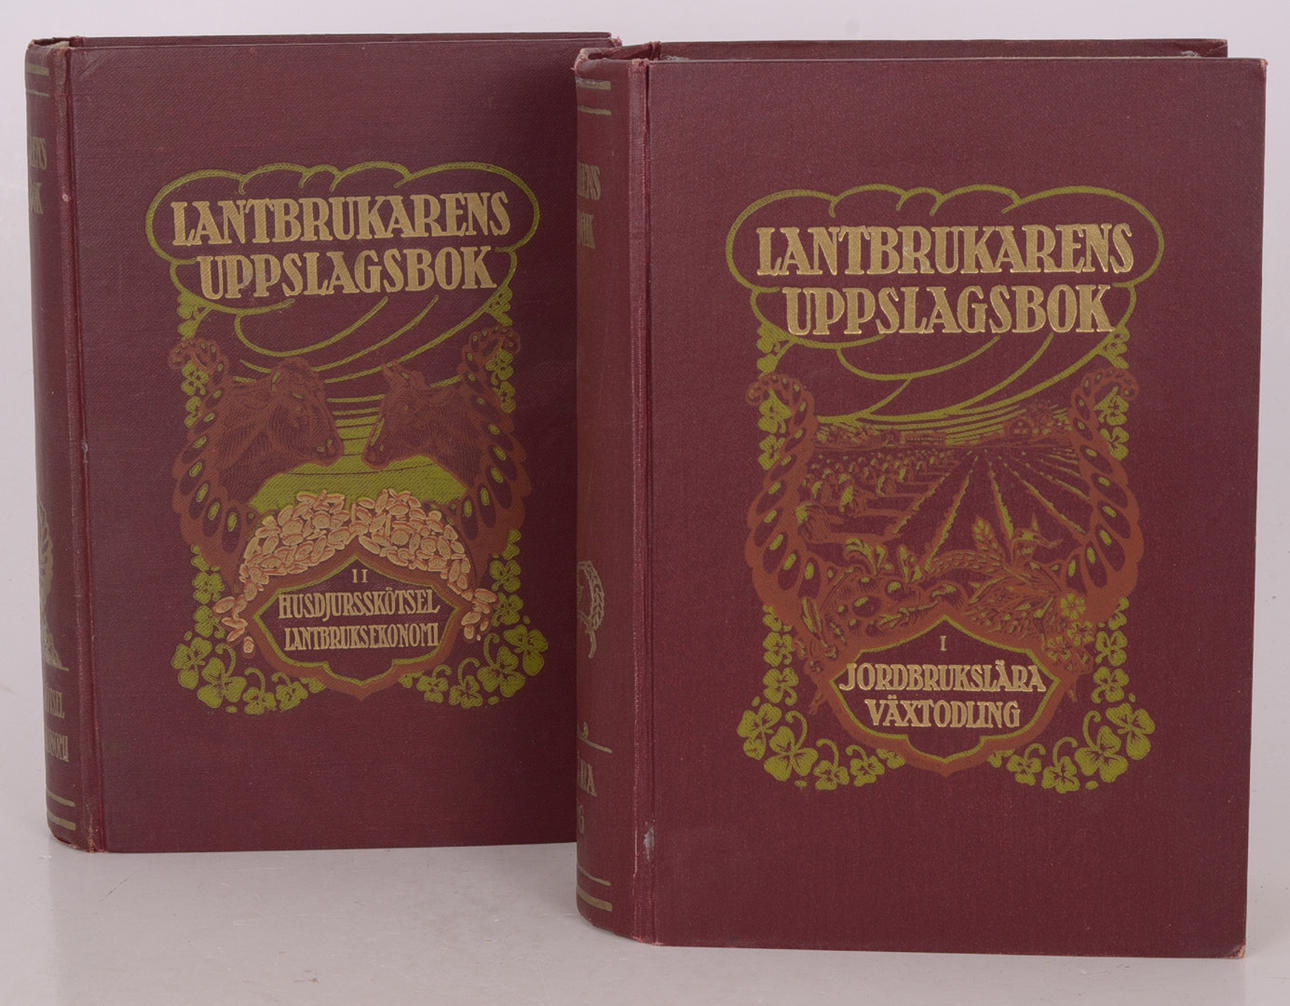 LANTBRUKARENS
UPPSLAGSBOK
II
HUSDJURSSKÖTSEL
LANTBRUKSEKONOMI
LANTBRUKARENS
UPPSLAGSBOK
I
JORDBRUKSLÄRA
VÄXTODLING